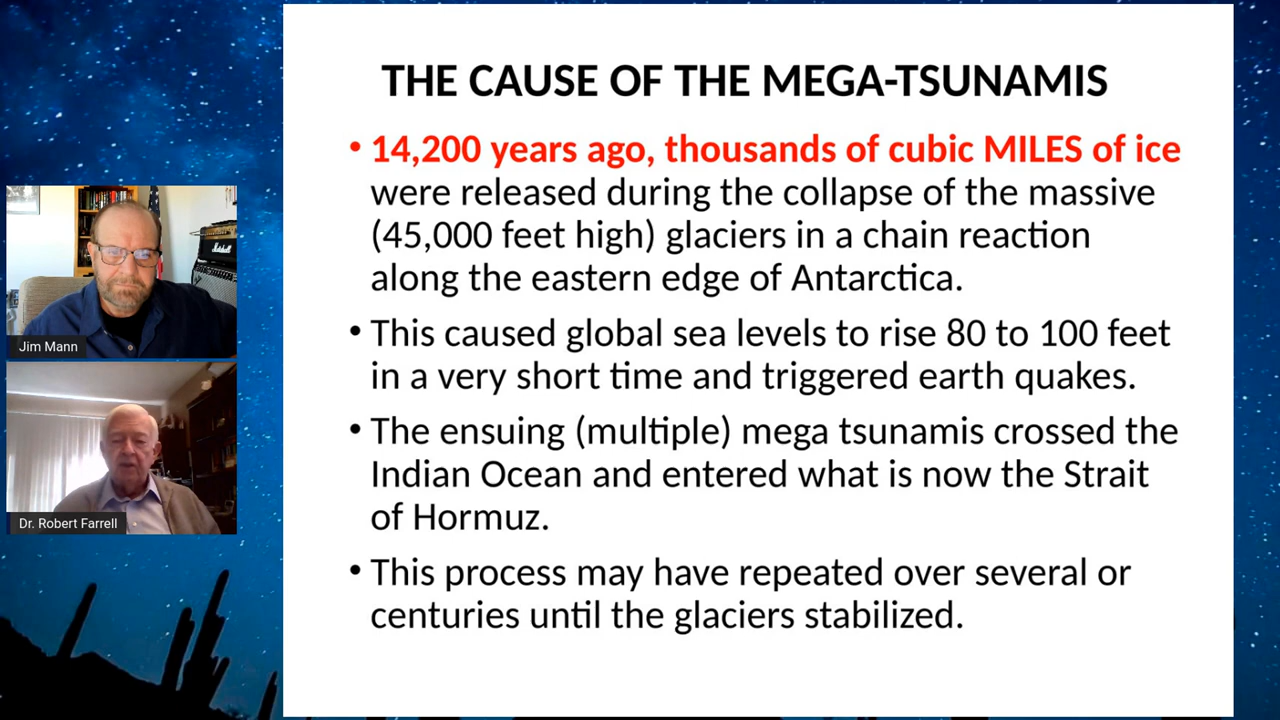 THE CAUSE OF THE MEGA-TSUNAMIS
• 14,200 years ago, thousands of cubic MILES of ice
were released during the collapse of the massive
(45,000 feet high) glaciers in a chain reaction
along the eastern edge of Antarctica.
• This caused global sea levels to rise 80 to 100 feet
in a very short time and triggered earth quakes.
• The ensuing (multiple) mega tsunamis crossed the
Indian Ocean and entered what is now the Strait
of Hormuz.
• This process may have repeated over several or
centuries until the glaciers stabilized.
Marshall
Jim Mann
Dr. Robert Farrell